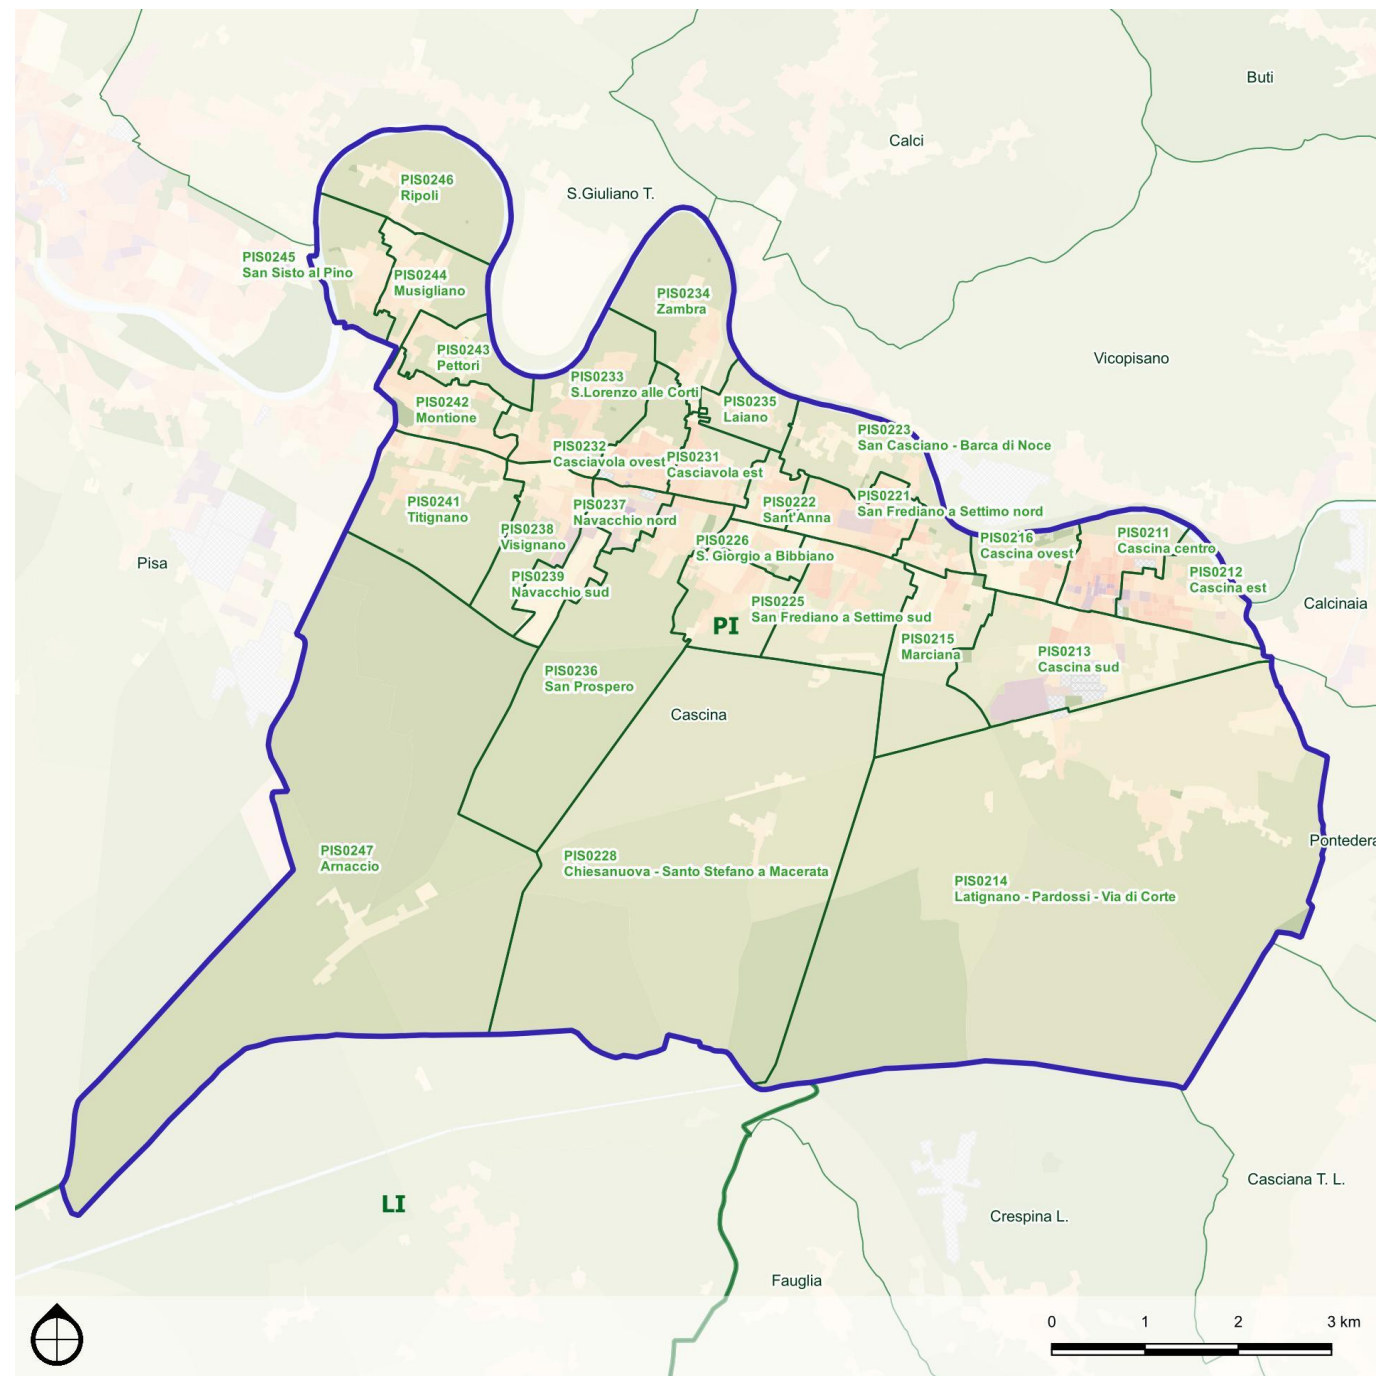 Buti
Calci
PIS0246
Ripoli
S.Giuliano T.
PIS0245
San Sisto al Pino
PIS0244
Musigliano
PIS0234
Zambra
PIS0243
Pettori
Vicopisano
PIS0233
S.Lorenzo alle Corti
PIS0242
Montione
PIS0235
Laiano
PIS0223
San Casciano - Barca di Noce
PIS0232
Casciavola ovest
PIS0231
Casciavola est
PIS0241
Titignano
PIS0237
Navacchio nord
PIS0222
Sant'Anna
PIS0221
San Frediano a Settimo nord
PIS0238
Visignano
PIS0226
S. Giorgio a Bibbiano
PIS0216
Cascina ovest
PIS0211
Cascina centro
Pisa
PIS0239
Navacchio sud
PIS0212
Cascina est
PIS0225
San Frediano a Settimo sud
Calcinaia
PI
PIS0215
Marciana
PIS0213
Cascina sud
PIS0236
San Prospero
Cascina
PIS0247
Arnaccio
PIS0228
Chiesanuova - Santo Stefano a Macerata
Pontedera
PIS0214
Latignano - Pardossi - Via di Corte
LI
Casciana T. L.
Crespina L.
Fauglia
0 1 2 3 km